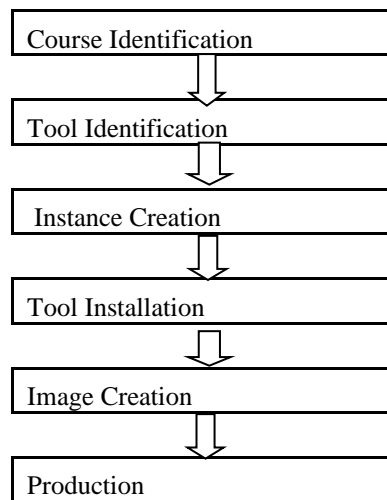 Course Identification
Tool Identification
Instance Creation
Tool Installation
Image Creation
Production